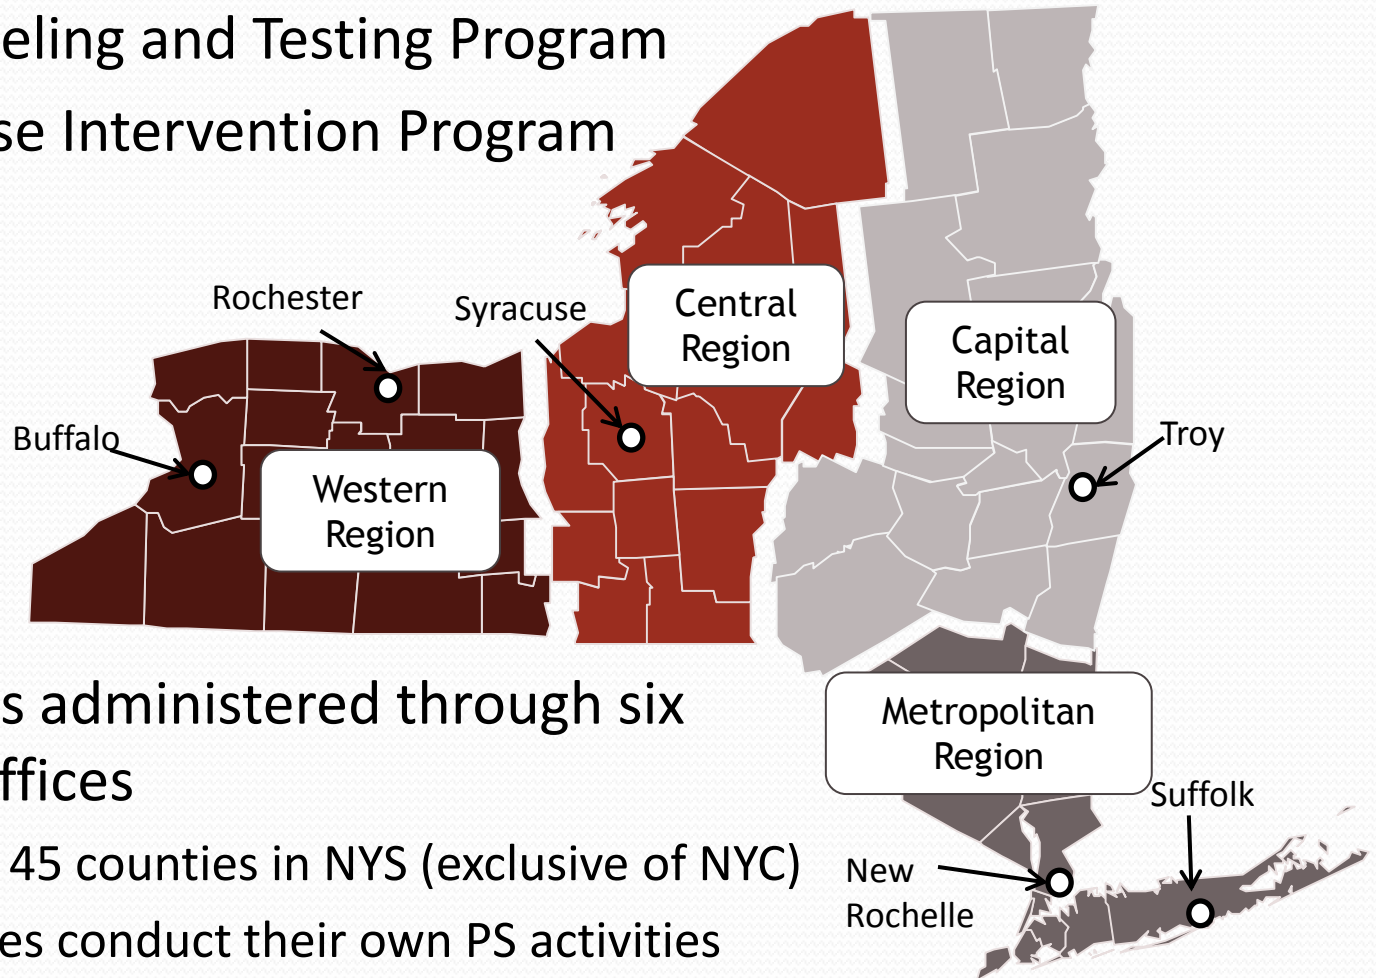 eling and Testing Program
se Intervention Program
Rochester
Syracuse
Central
Region
Capital
Region
Buffalo
Troy
Western
Region
s administered through six
ffices
Metropolitan
Region
Suffolk
45 counties in NYS (exclusive of NYC)
New
Rochelle
es conduct their own PS activities